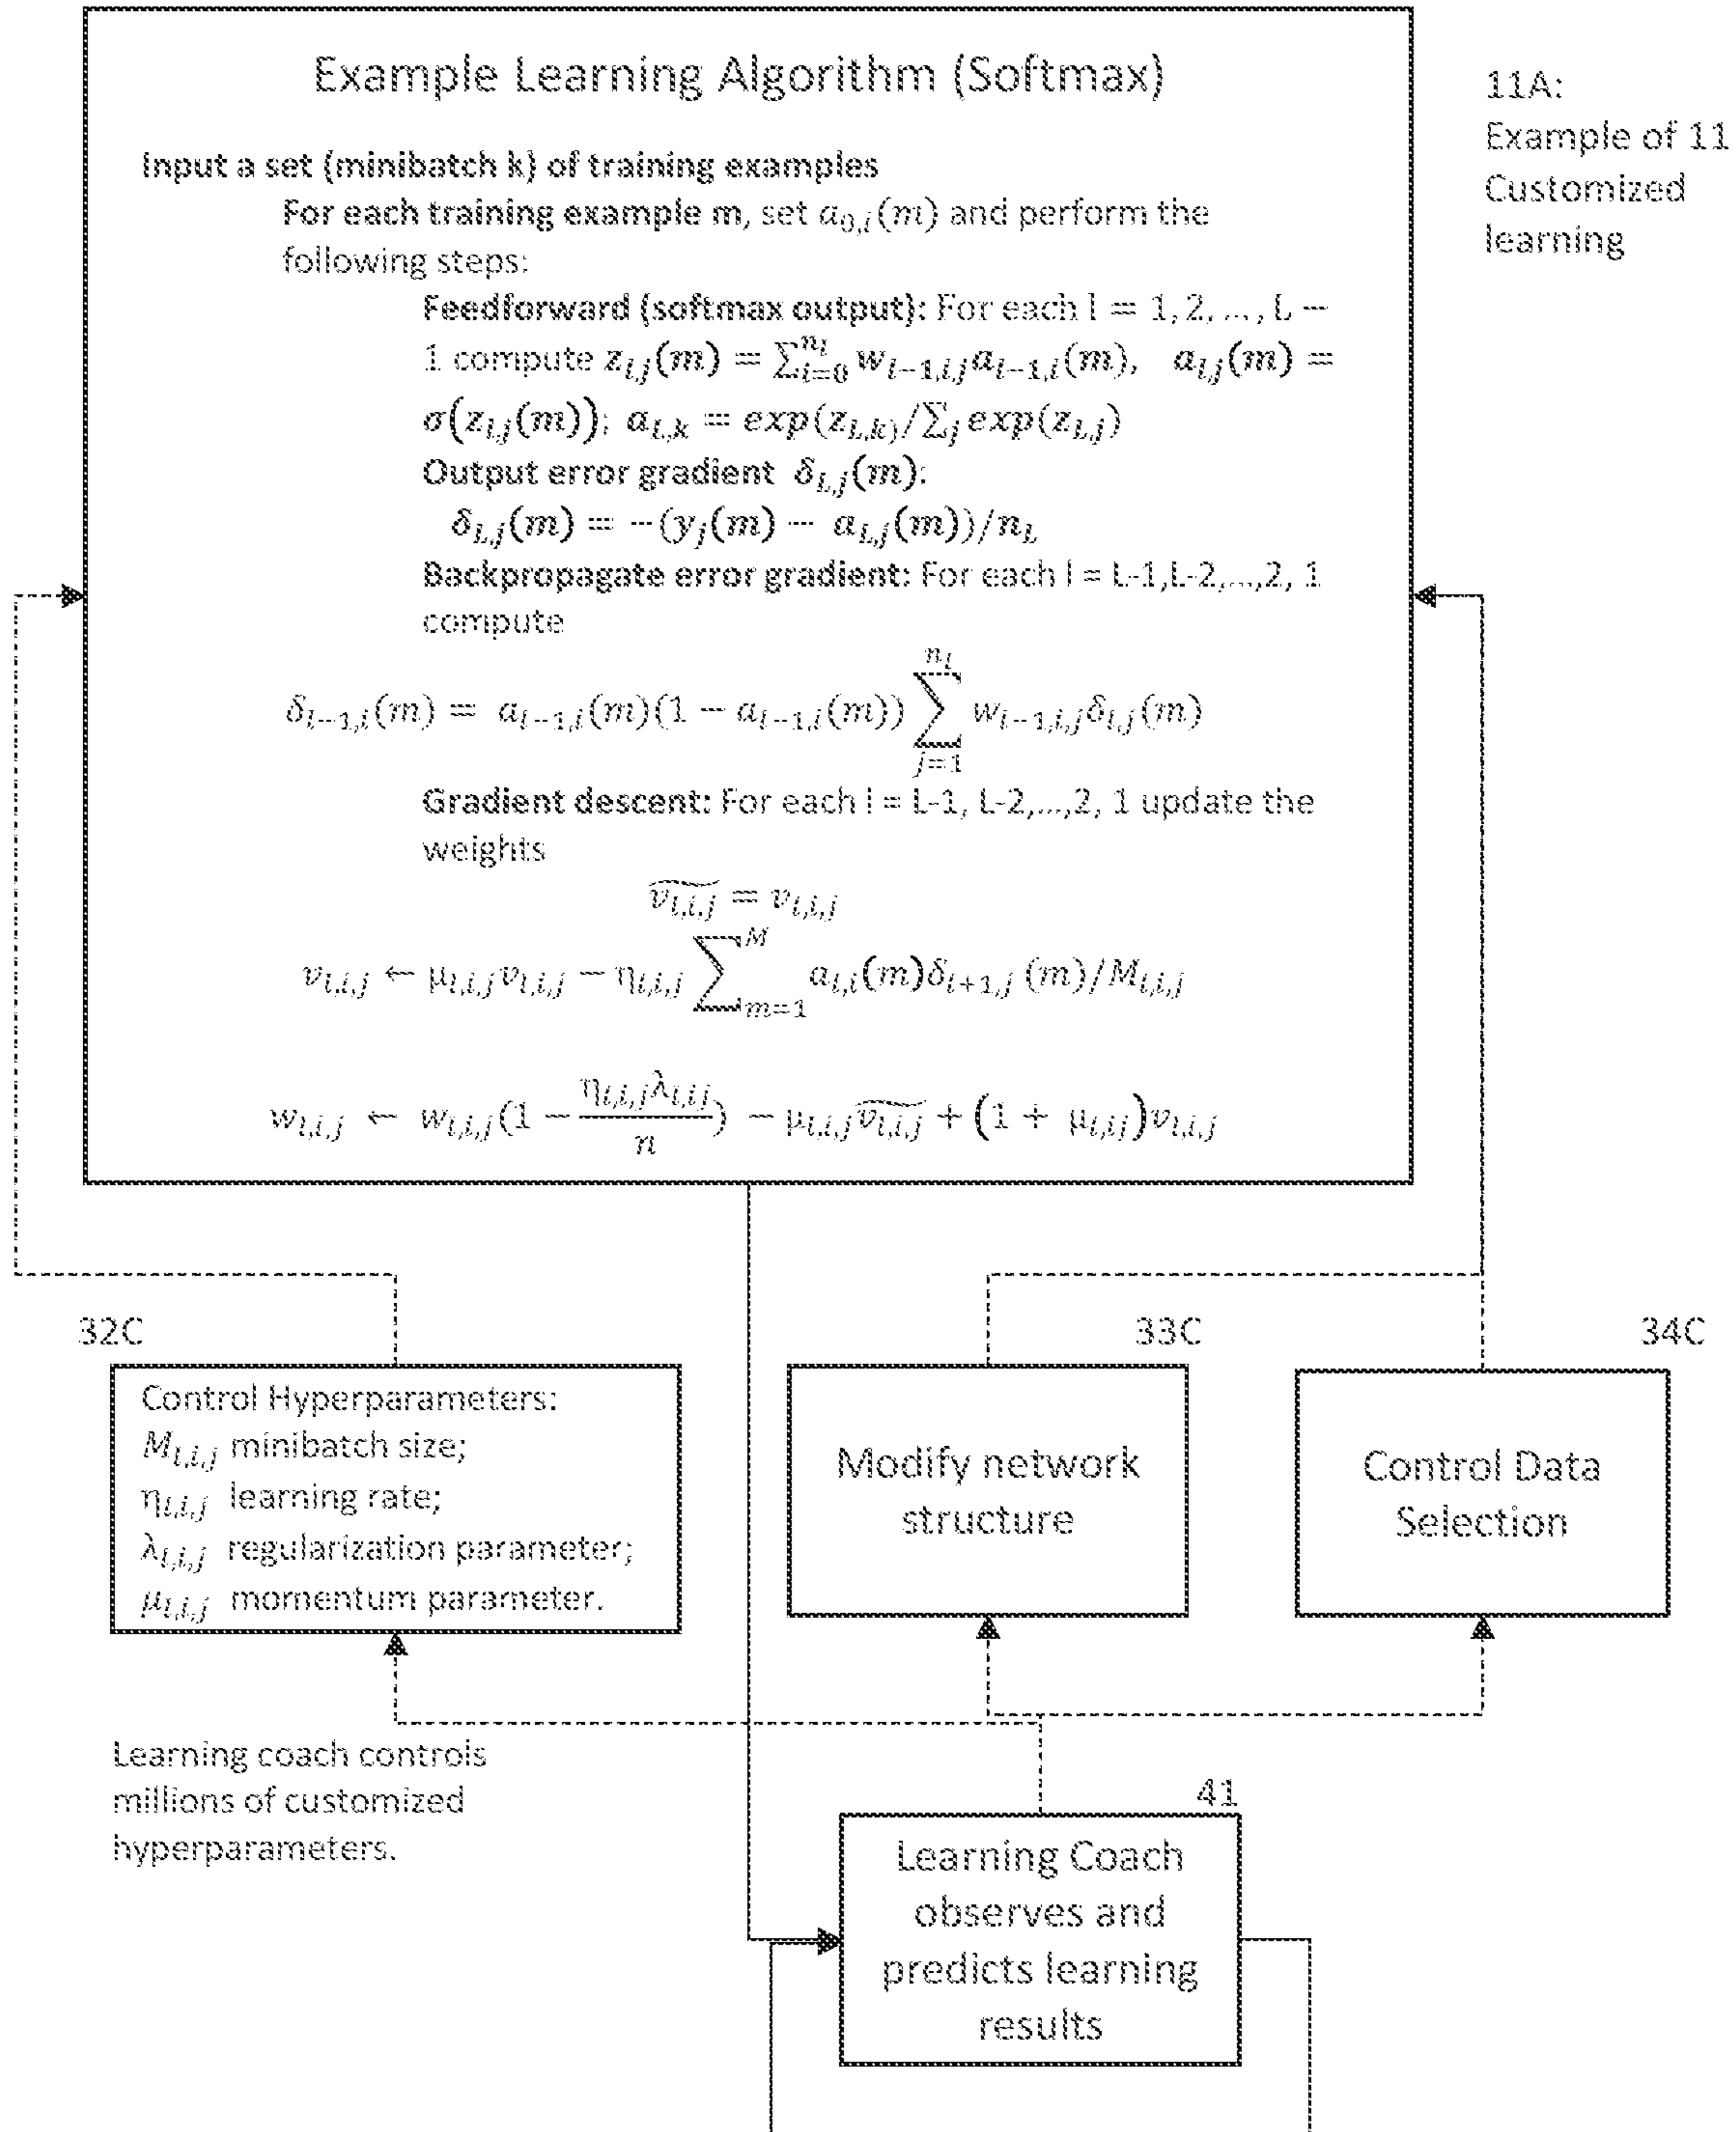 Example Learning Algorithm (Softmax)
11A:
Example of 11
Customized
learning
Input a set (minibatch k) of training examples
For each training example m, set a_{0,i}(m) and perform the
following steps:
Feedforward (softmax output): For each l = 1, 2, ..., L −
1 compute z_{l,j}(m) = ∑_{i=0}^{n_l} w_{l−1,i,j} a_{l−1,i}(m), a_{l,j}(m) =
σ(z_{l,j}(m)); a_{L,k} = exp(z_{L,k)}/∑_j exp(z_{L,j})
Output error gradient δ_{L,j}(m):
δ_{L,j}(m) = −(y_j(m) − a_{L,j}(m))/n_L
Backpropagate error gradient: For each l = L-1,L-2,...,2, 1
compute
δ_{l−1,i}(m) = a_{l−1,i}(m)(1 − a_{l−1,i}(m)) ∑_{j=1}^{n_l} w_{l−1,i,j} δ_{l,j}(m)
Gradient descent: For each l = L-1, L-2,...,2, 1 update the
weights
\widetilde{v_{l,i,j}} = v_{l,i,j}
v_{l,i,j} ← μ_{l,i,j} v_{l,i,j} − η_{l,i,j} ∑_{m=1}^{M} a_{l,i}(m) δ_{l+1,j}(m)/M_{l,i,j}
w_{l,i,j} ← w_{l,i,j}(1 − \frac{η_{l,i,j} λ_{l,i,j}}{n}) − μ_{l,i,j} \widetilde{v_{l,i,j}} + (1 + μ_{l,i,j}) v_{l,i,j}
32C
33C
34C
Control Hyperparameters:
M_{l,i,j} minibatch size;
η_{l,i,j} learning rate;
λ_{l,i,j} regularization parameter;
μ_{l,i,j} momentum parameter.
Modify network
structure
Control Data
Selection
Learning coach controls
millions of customized
hyperparameters.
41
Learning Coach
observes and
predicts learning
results